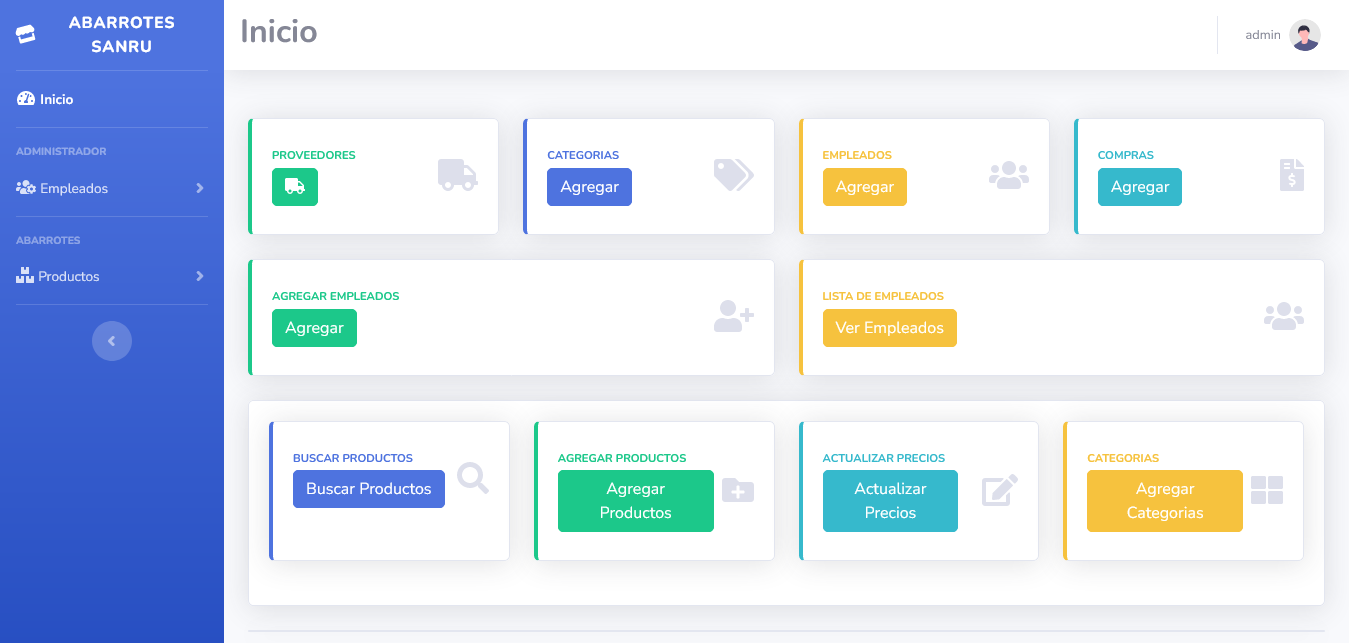 ABARROTES
SANRU
Inicio
ADMINISTRADOR
Empleados
ABARROTES
Productos
Inicio
admin
PROVEEDORES
CATEGORIAS
Agregar
EMPLEADOS
Agregar
COMPRAS
Agregar
AGREGAR EMPLEADOS
Agregar
LISTA DE EMPLEADOS
Ver Empleados
BUSCAR PRODUCTOS
Buscar Productos
AGREGAR PRODUCTOS
Agregar
Productos
ACTUALIZAR PRECIOS
Actualizar
Precios
CATEGORIAS
Agregar
Categorias